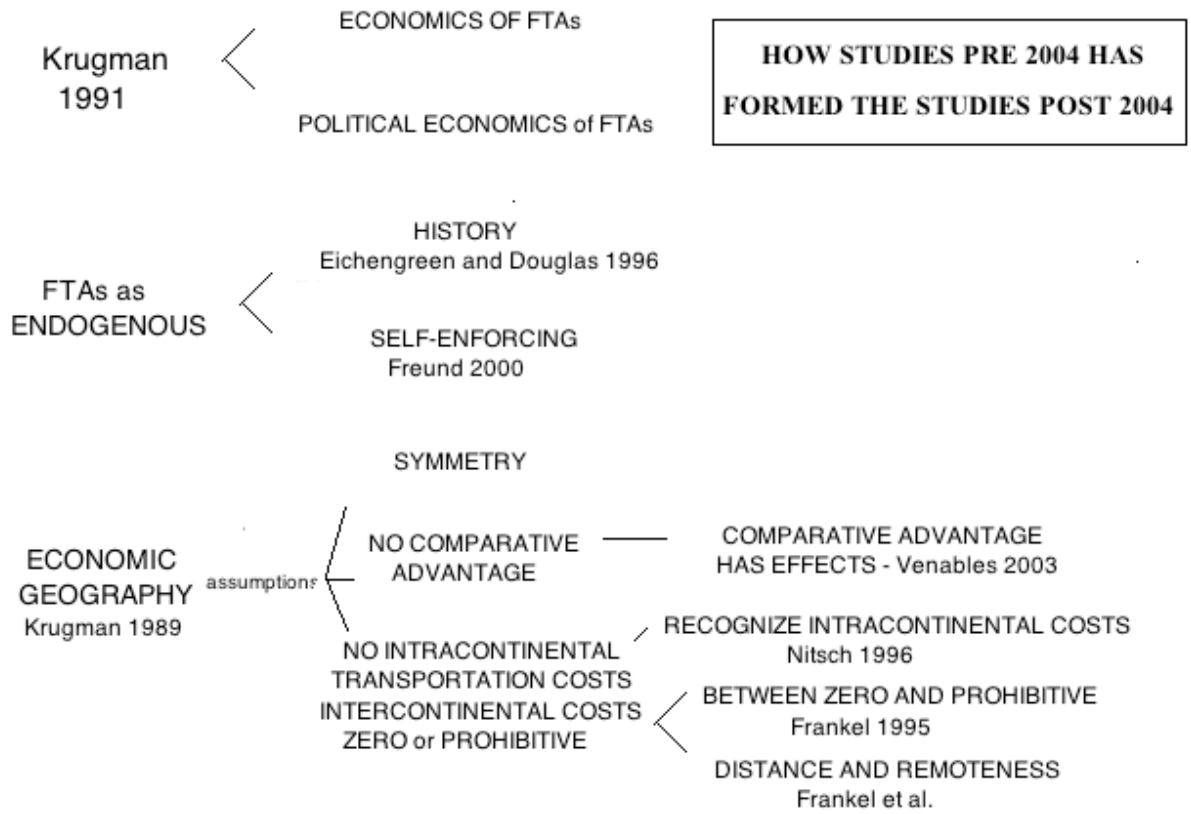 ECONOMICS OF FTAs
Krugman
1991
POLITICAL ECONOMICS of FTAs
HOW STUDIES PRE 2004 HAS
FORMED THE STUDIES POST 2004
HISTORY
Eichengreen and Douglas 1996
FTAs as
ENDOGENOUS
SELF-ENFORCING
Freund 2000
SYMMETRY
ECONOMIC
GEOGRAPHY
Krugman 1989
assumptions
NO COMPARATIVE
ADVANTAGE
COMPARATIVE ADVANTAGE
HAS EFFECTS - Venables 2003
NO INTRACONTINENTAL
TRANSPORTATION COSTS
INTERCONTINENTAL COSTS
ZERO or PROHIBITIVE
RECOGNIZE INTRACONTINENTAL COSTS
Nitsch 1996
BETWEEN ZERO AND PROHIBITIVE
Frankel 1995
DISTANCE AND REMOTENESS
Frankel et al.